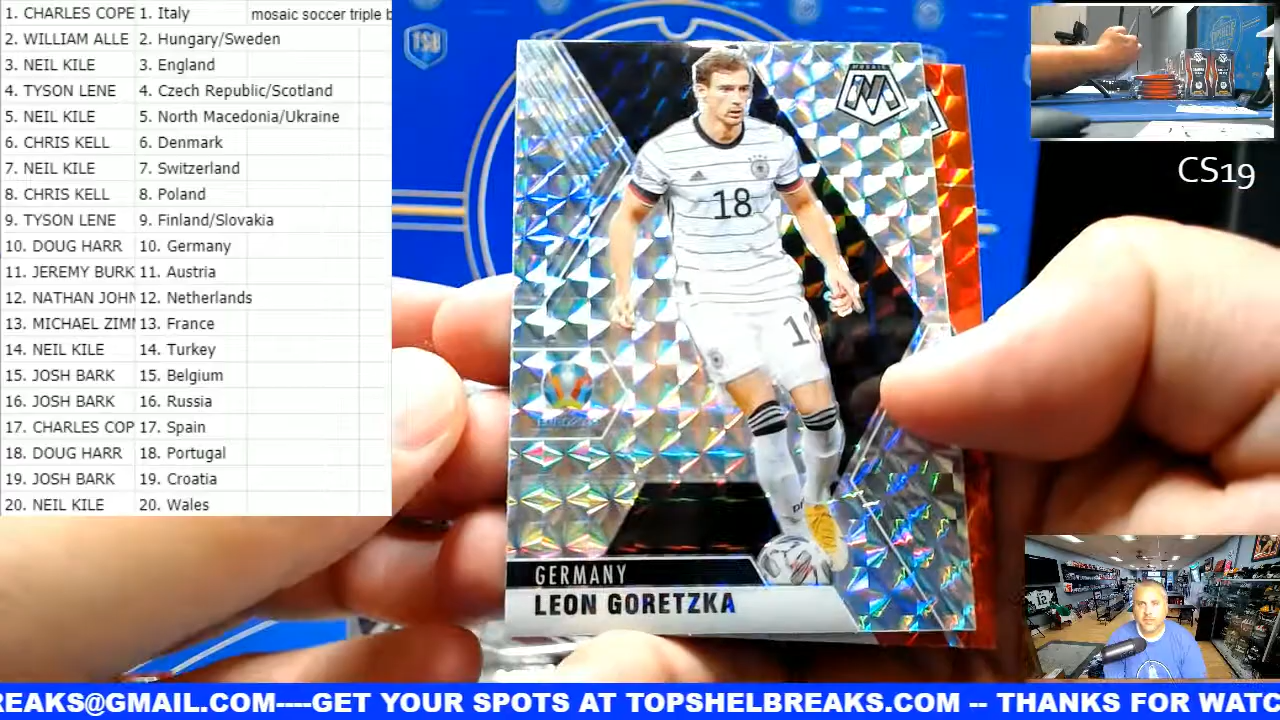 1. CHARLES COPE 1. Italy mosaic soccer triple b
2. WILLIAM ALLE 2. Hungary/Sweden
3. NEIL KILE 3. England
4. TYSON LENE 4. Czech Republic/Scotland
5. NEIL KILE 5. North Macedonia/Ukraine
6. CHRIS KELL 6. Denmark
7. NEIL KILE 7. Switzerland
8. CHRIS KELL 8. Poland
9. TYSON LENE 9. Finland/Slovakia
10. DOUG HARR 10. Germany
11. JEREMY BURK 11. Austria
12. NATHAN JOHN 12. Netherlands
13. MICHAEL ZIMM 13. France
14. NEIL KILE 14. Turkey
15. JOSH BARK 15. Belgium
16. JOSH BARK 16. Russia
17. CHARLES COP 17. Spain
18. DOUG HARR 18. Portugal
19. JOSH BARK 19. Croatia
20. NEIL KILE 20. Wales
TSB
MOSAIC
M
18
18
GERMANY
LEON GORETZKA
CS19
REAKS@GMAIL.COM----GET YOUR SPOTS AT TOPSHELBREAKS.COM -- THANKS FOR WATC